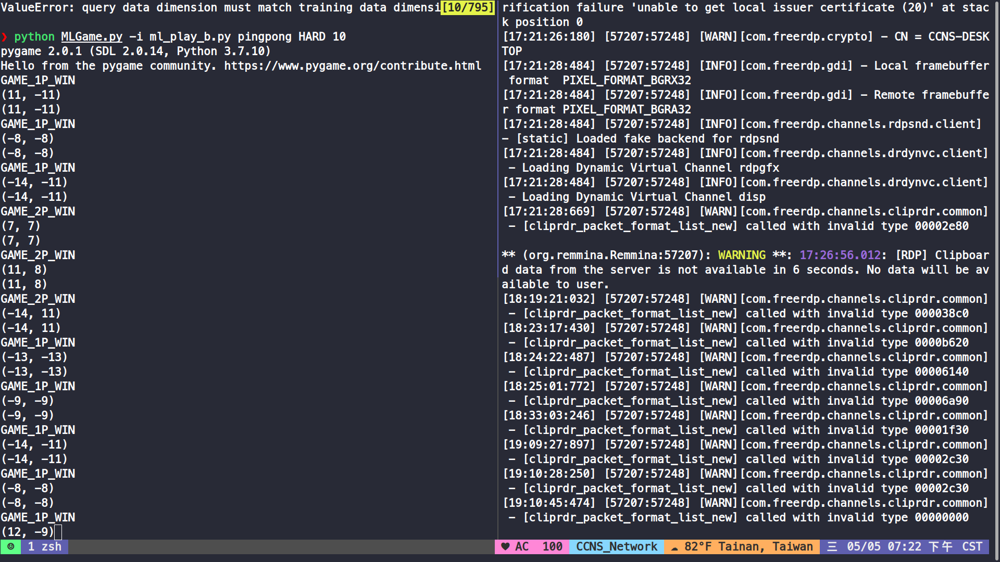 ValueError: query data dimension must match training data dimensi[10/795]

❯ python MLGame.py -i ml_play_b.py pingpong HARD 10
pygame 2.0.1 (SDL 2.0.14, Python 3.7.10)
Hello from the pygame community. https://www.pygame.org/contribute.html
GAME_1P_WIN
(11, -11)
(11, -11)
GAME_1P_WIN
(-8, -8)
(-8, -8)
GAME_1P_WIN
(-14, -11)
(-14, -11)
GAME_2P_WIN
(7, 7)
(7, 7)
GAME_2P_WIN
(11, 8)
(11, 8)
GAME_2P_WIN
(-14, 11)
(-14, 11)
GAME_1P_WIN
(-13, -13)
(-13, -13)
GAME_1P_WIN
(-9, -9)
(-9, -9)
GAME_1P_WIN
(-14, -11)
(-14, -11)
GAME_1P_WIN
(-8, -8)
(-8, -8)
GAME_1P_WIN
(12, -9)
rification failure 'unable to get local issuer certificate (20)' at stac
k position 0
[17:21:26:180] [57207:57248] [WARN][com.freerdp.crypto] - CN = CCNS-DESK
TOP
[17:21:28:484] [57207:57248] [INFO][com.freerdp.gdi] - Local framebuffer
 format  PIXEL_FORMAT_BGRX32
[17:21:28:484] [57207:57248] [INFO][com.freerdp.gdi] - Remote framebuffe
r format PIXEL_FORMAT_BGRA32
[17:21:28:484] [57207:57248] [INFO][com.freerdp.channels.rdpsnd.client]
- [static] Loaded fake backend for rdpsnd
[17:21:28:484] [57207:57248] [INFO][com.freerdp.channels.drdynvc.client]
 - Loading Dynamic Virtual Channel rdpgfx
[17:21:28:484] [57207:57248] [INFO][com.freerdp.channels.drdynvc.client]
 - Loading Dynamic Virtual Channel disp
[17:21:28:669] [57207:57248] [WARN][com.freerdp.channels.cliprdr.common]
 - [cliprdr_packet_format_list_new] called with invalid type 00002e80

** (org.remmina.Remmina:57207): WARNING **: 17:26:56.012: [RDP] Clipboar
d data from the server is not available in 6 seconds. No data will be av
ailable to user.
[18:19:21:032] [57207:57248] [WARN][com.freerdp.channels.cliprdr.common]
 - [cliprdr_packet_format_list_new] called with invalid type 000038c0
[18:23:17:430] [57207:57248] [WARN][com.freerdp.channels.cliprdr.common]
 - [cliprdr_packet_format_list_new] called with invalid type 0000b620
[18:24:22:487] [57207:57248] [WARN][com.freerdp.channels.cliprdr.common]
 - [cliprdr_packet_format_list_new] called with invalid type 00006140
[18:25:01:772] [57207:57248] [WARN][com.freerdp.channels.cliprdr.common]
 - [cliprdr_packet_format_list_new] called with invalid type 00006a90
[18:33:03:246] [57207:57248] [WARN][com.freerdp.channels.cliprdr.common]
 - [cliprdr_packet_format_list_new] called with invalid type 00001f30
[19:09:27:897] [57207:57248] [WARN][com.freerdp.channels.cliprdr.common]
 - [cliprdr_packet_format_list_new] called with invalid type 00002c30
[19:10:28:250] [57207:57248] [WARN][com.freerdp.channels.cliprdr.common]
 - [cliprdr_packet_format_list_new] called with invalid type 00002c30
[19:10:45:474] [57207:57248] [WARN][com.freerdp.channels.cliprdr.common]
 - [cliprdr_packet_format_list_new] called with invalid type 00000000
☺ 1 zsh ♥ AC 100 CCNS_Network ☁ 82°F Tainan, Taiwan 三 05/05 07:22 下午 CST